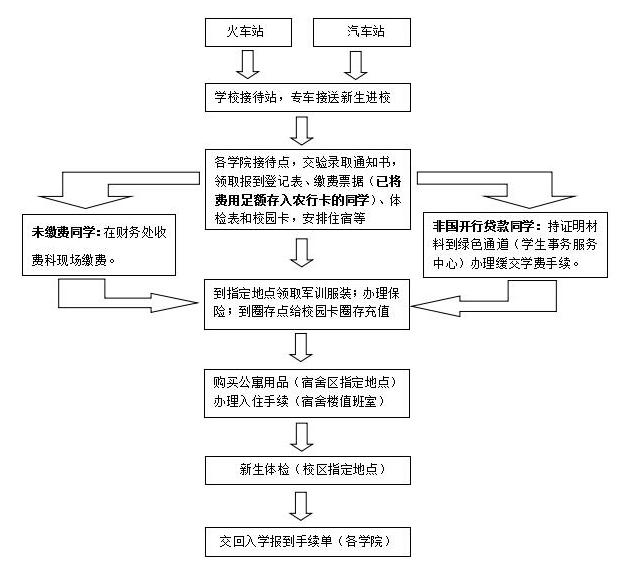 火车站
汽车站
学校接待站，专车接送新生进校
各学院接待点，交验录取通知书，
领取报到登记表、缴费票据（已将
费用足额存入农行卡的同学）、体
检表和校园卡，安排住宿等
未缴费同学：在财务处收
费科现场缴费。
非国开行贷款同学：持证明材
料到绿色通道（学生事务服务
中心）办理缓交学费手续。
到指定地点领取军训服装；办理保
险；到圈存点给校园卡圈存充值
购买公寓用品（宿舍区指定地点）
办理入住手续（宿舍楼值班室）
新生体检（校区指定地点）
交回入学报到手续单（各学院）